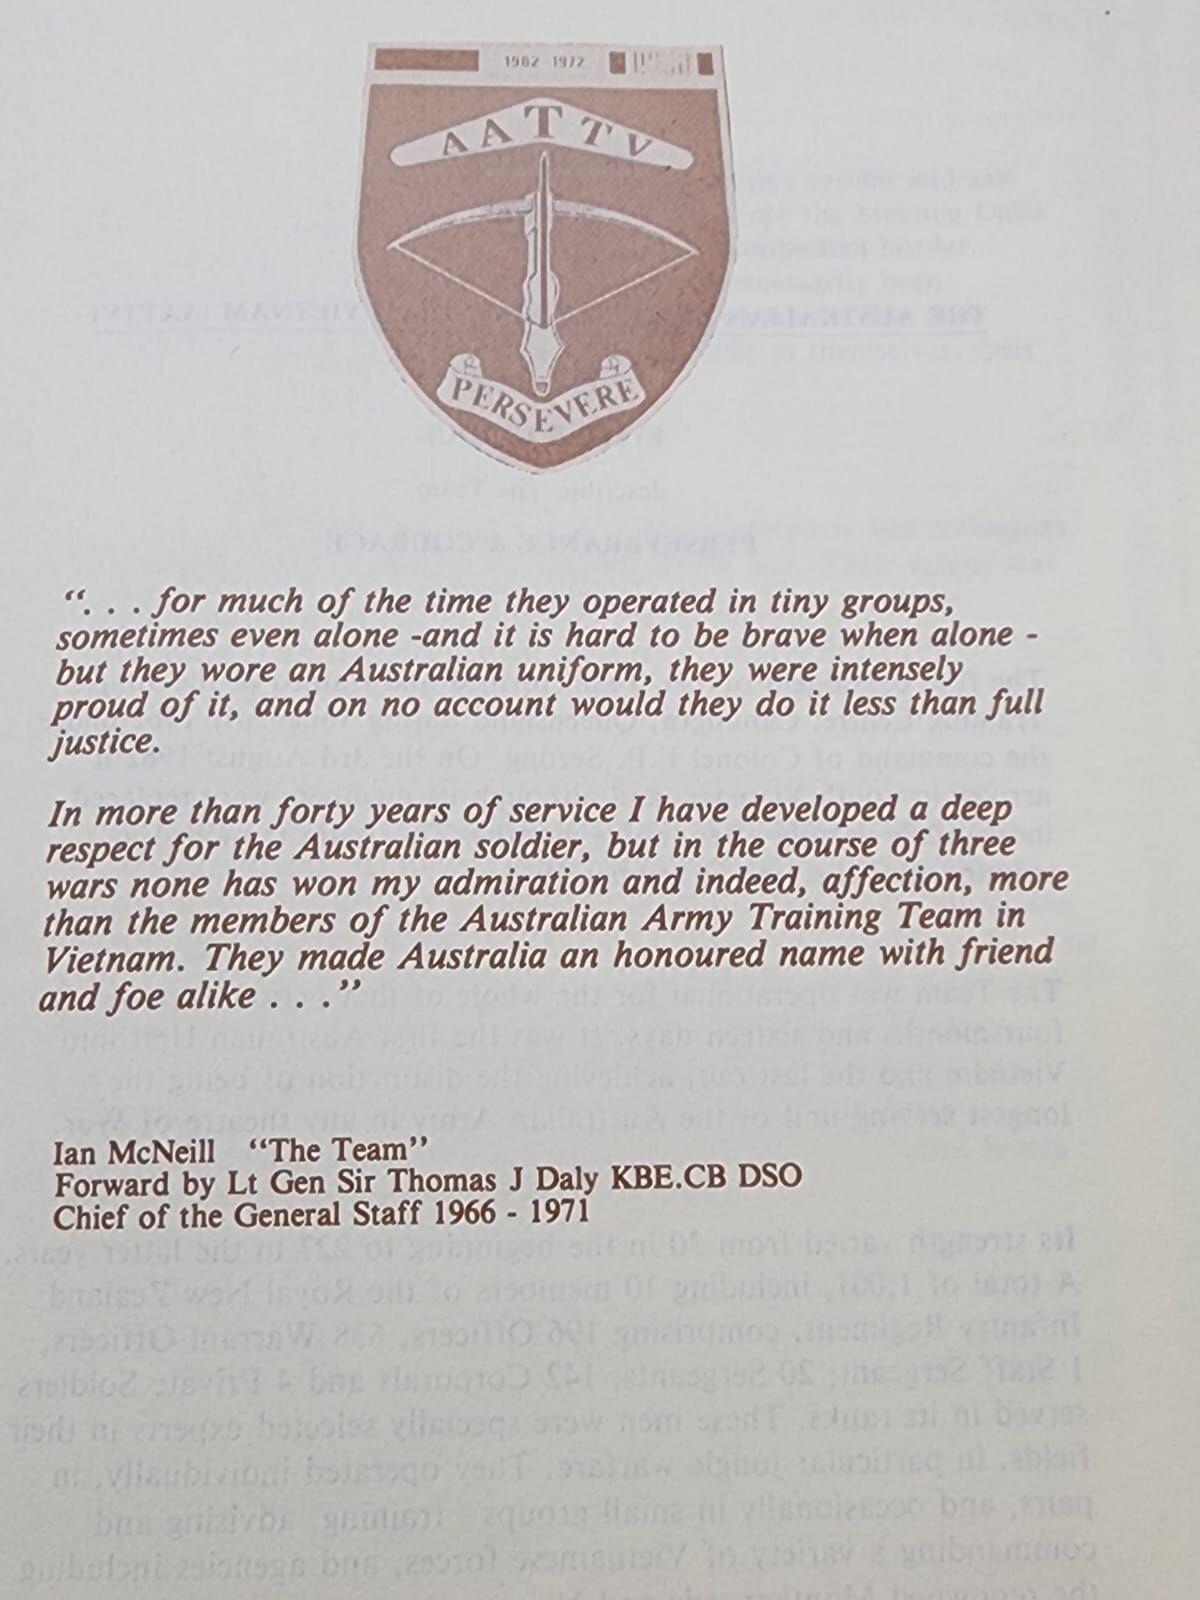 1962-1972
AATTV
PERSEVERE
“. . . for much of the time they operated in tiny groups,
sometimes even alone -and it is hard to be brave when alone -
but they wore an Australian uniform, they were intensely
proud of it, and on no account would they do it less than full
justice.
In more than forty years of service I have developed a deep
respect for the Australian soldier, but in the course of three
wars none has won my admiration and indeed, affection, more
than the members of the Australian Army Training Team in
Vietnam. They made Australia an honoured name with friend
and foe alike . . .”
Ian McNeill “The Team”
Forward by Lt Gen Sir Thomas J Daly KBE.CB DSO
Chief of the General Staff 1966 - 1971